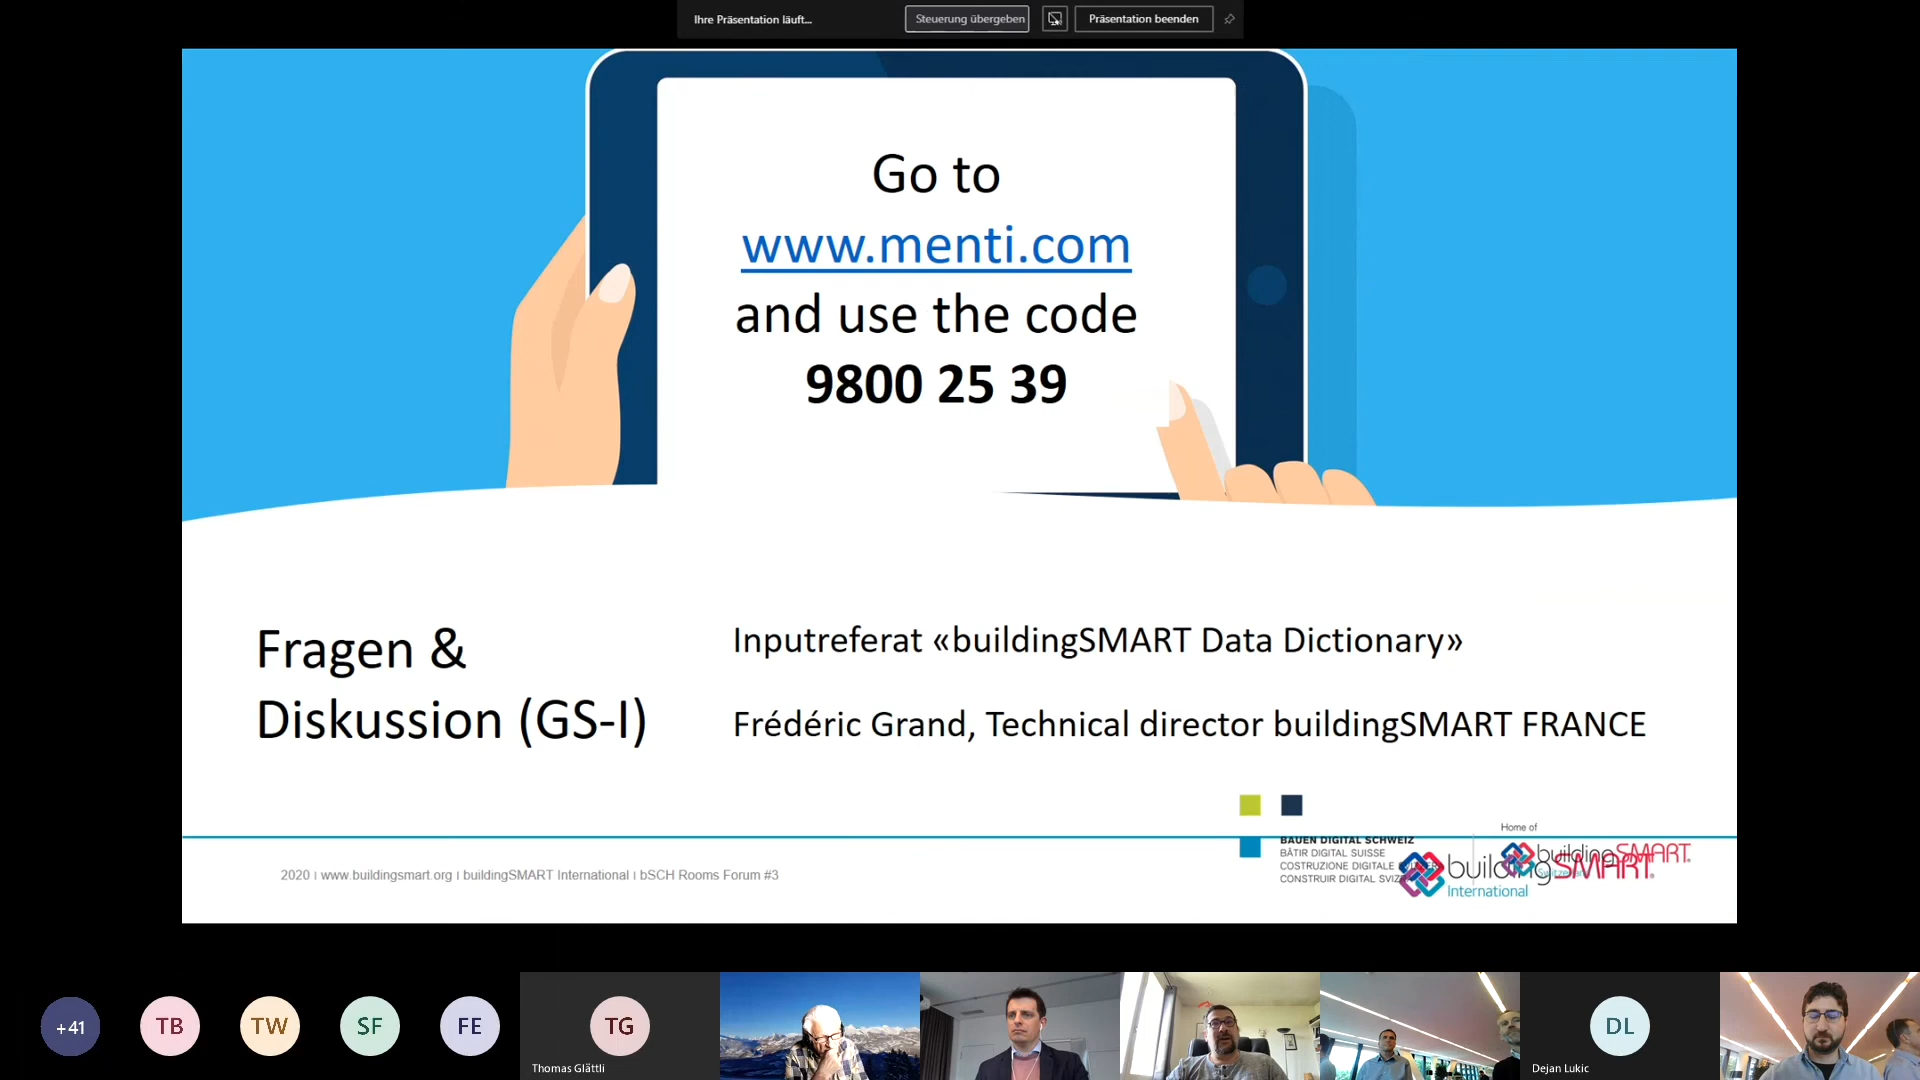 Ihre Präsentation läuft...
Steuerung übergeben
Präsentation beenden
Go to
www.menti.com
and use the code
9800 25 39
Fragen &
Diskussion (GS-I)
Inputreferat «buildingSMART Data Dictionary»
Frédéric Grand, Technical director buildingSMART FRANCE
2020 I www.buildingsmart.org I buildingSMART International I bSCH Rooms Forum #3
BAUEN DIGITAL SCHWEIZ
BÂTIR DIGITAL SUISSE
COSTRUZIONE DIGITALE
CONSTRUIR DIGITAL
Home of
buildingSMART
buildingSMART
International
+41
TB
TW
SF
FE
TG
Thomas Glättli
DL
Dejan Lukic